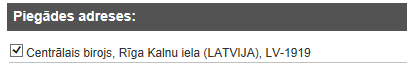 Piegādes adreses:
Centrālais birojs, Rīga Kalnu iela (LATVIJA), LV-1919